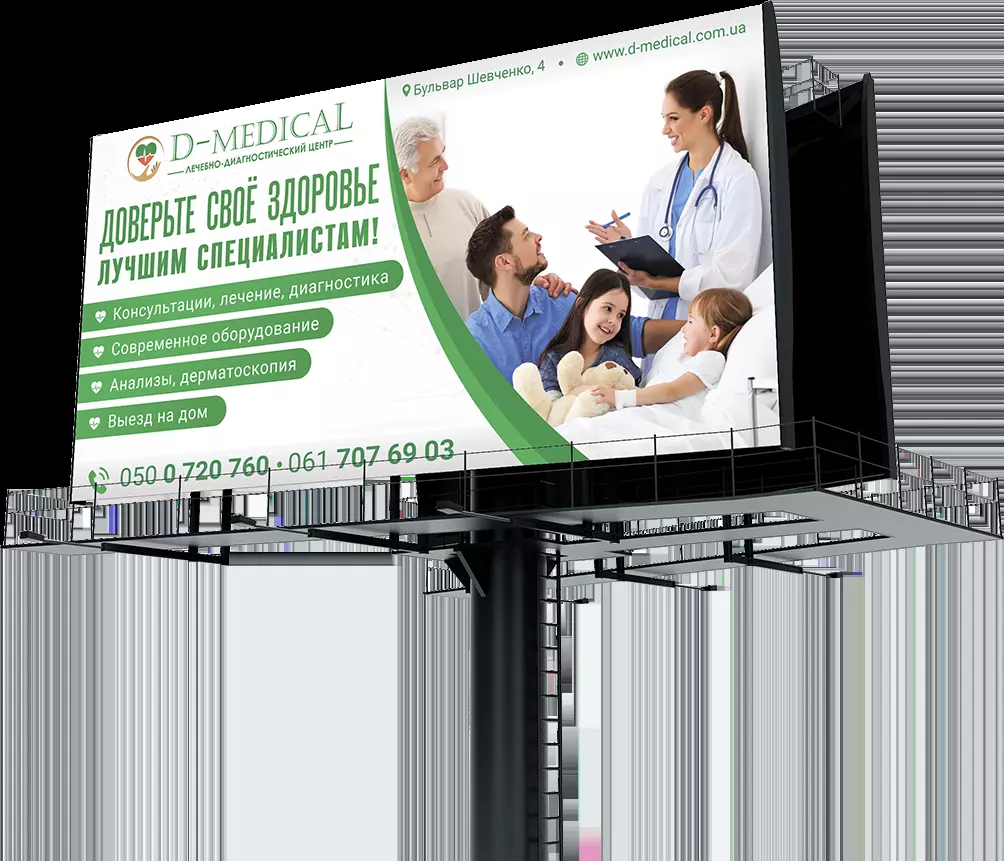 Бульвар Шевченко, 4 • www.d-medical.com.ua
D-MEDICAL
ЛЕЧЕБНО-ДИАГНОСТИЧЕСКИЙ ЦЕНТР
ДОВЕРЬТЕ СВОЁ ЗДОРОВЬЕ
ЛУЧШИМ СПЕЦИАЛИСТАМ!
Консультации, лечение, диагностика
Современное оборудование
Анализы, дерматоскопия
Выезд на дом
050 0 720 760 • 061 707 69 03